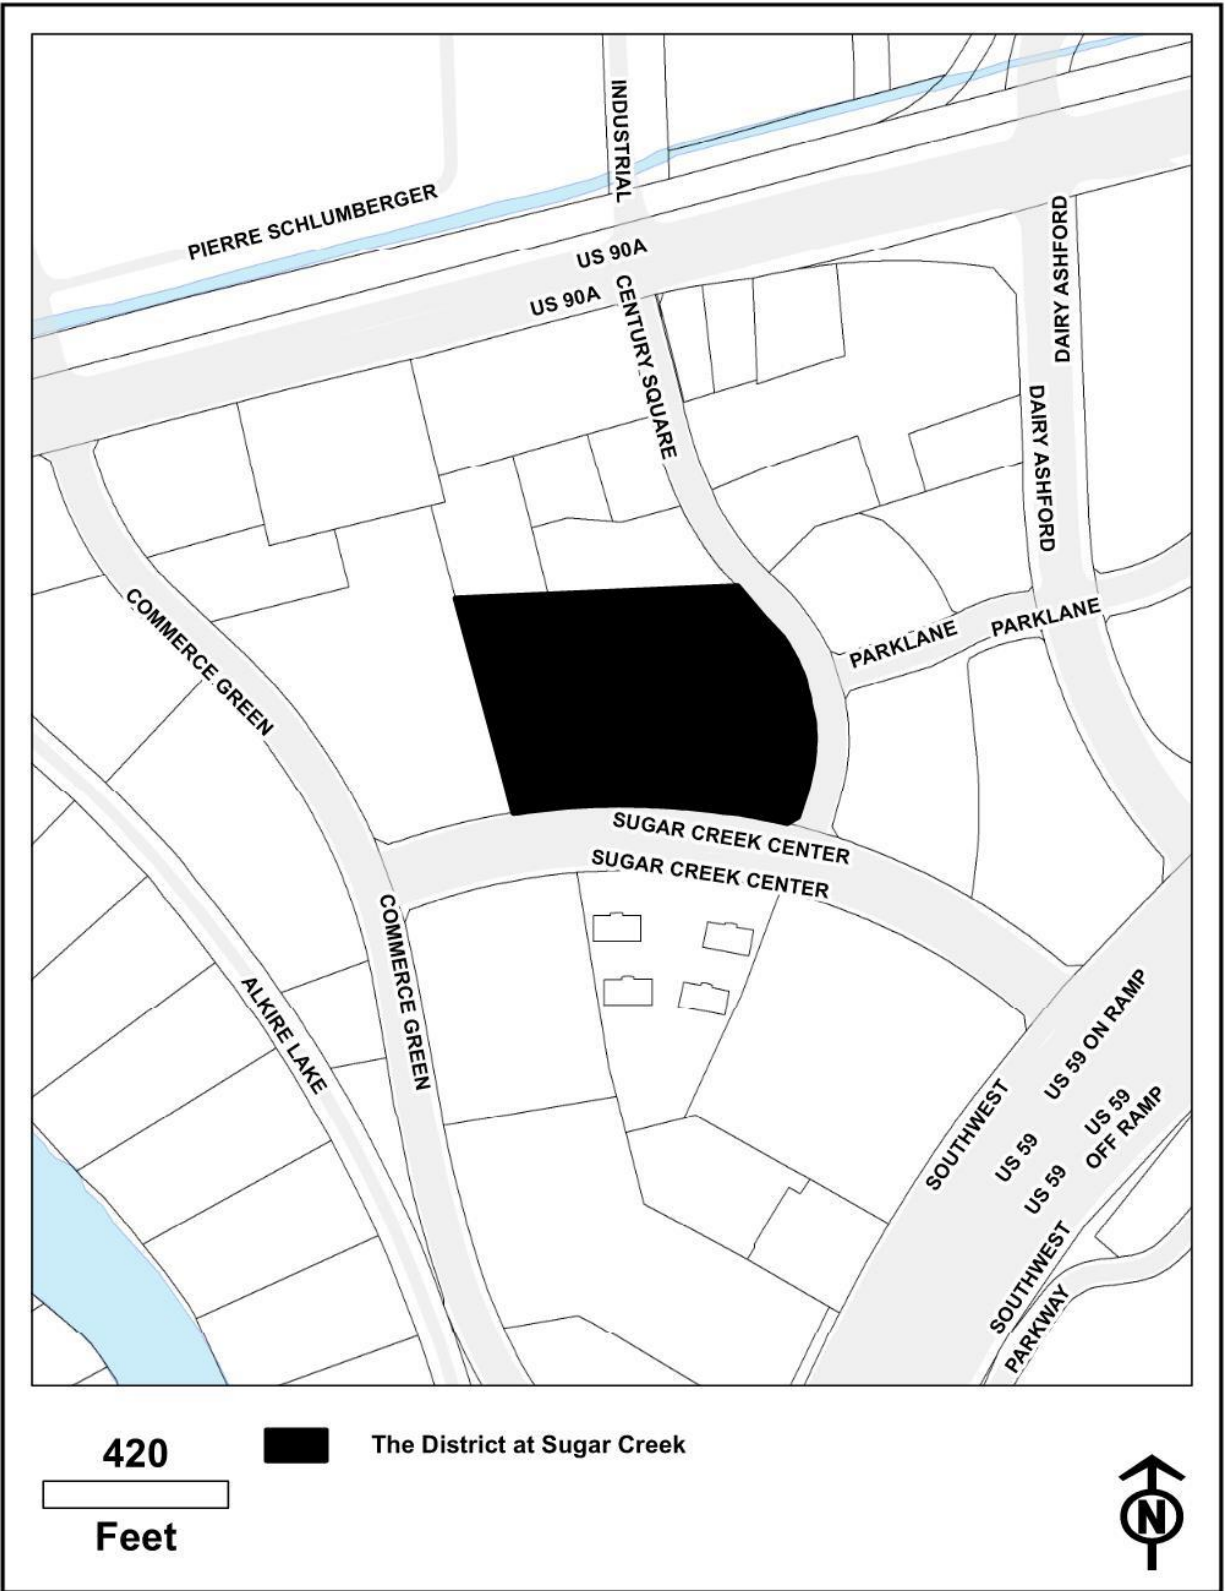 INDUSTRIAL
PIERRE SCHLUMBERGER
US 90A
US 90A
CENTURY SQUARE
DAIRY ASHFORD
DAIRY ASHFORD
COMMERCE GREEN
PARKLANE
PARKLANE
SUGAR CREEK CENTER
SUGAR CREEK CENTER
COMMERCE GREEN
ALKIRE LAKE
US 59 ON RAMP
SOUTHWEST
US 59
US 59
OFF RAMP
US 59
SOUTHWEST
PARKWAY
420
Feet
The District at Sugar Creek
N